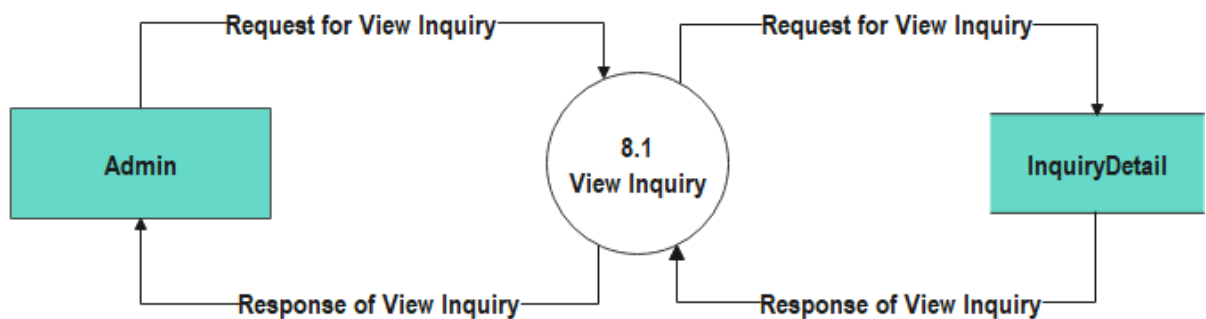 Request for View Inquiry
Request for View Inquiry
Admin
8.1
View Inquiry
InquiryDetail
Response of View Inquiry
Response of View Inquiry